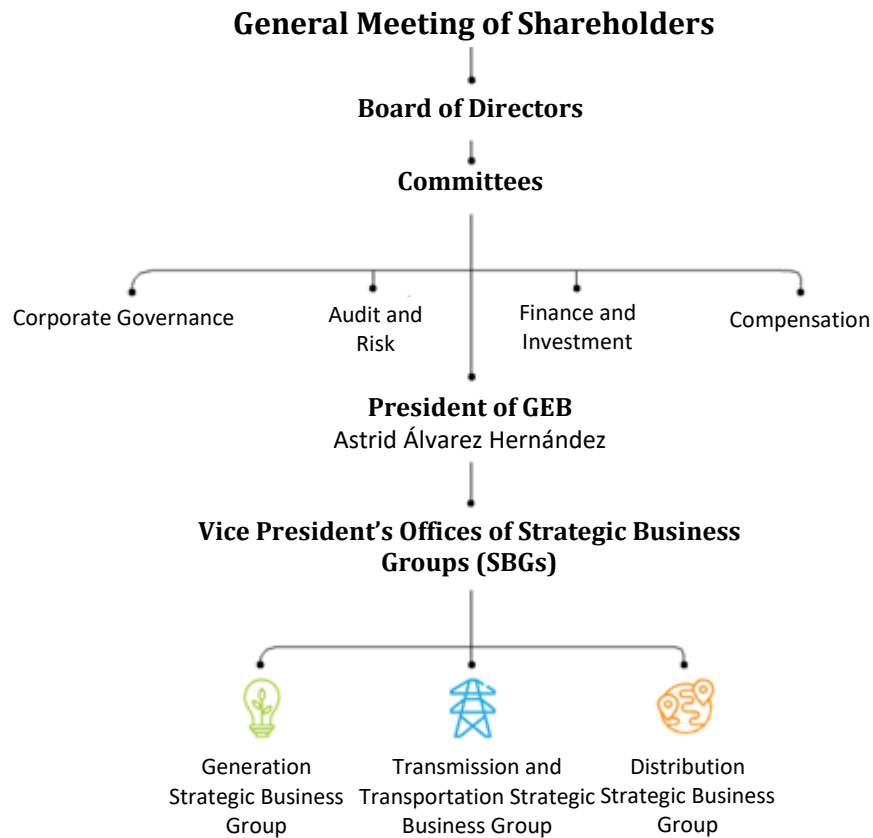 General Meeting of Shareholders
Board of Directors
Committees
Corporate Governance
Audit and
Risk
Finance and
Investment
Compensation
President of GEB
Astrid Álvarez Hernández
Vice President’s Offices of Strategic Business
Groups (SBGs)
Generation
Strategic Business
Group
Transmission and
Transportation Strategic
Business Group
Distribution
Strategic Business
Group